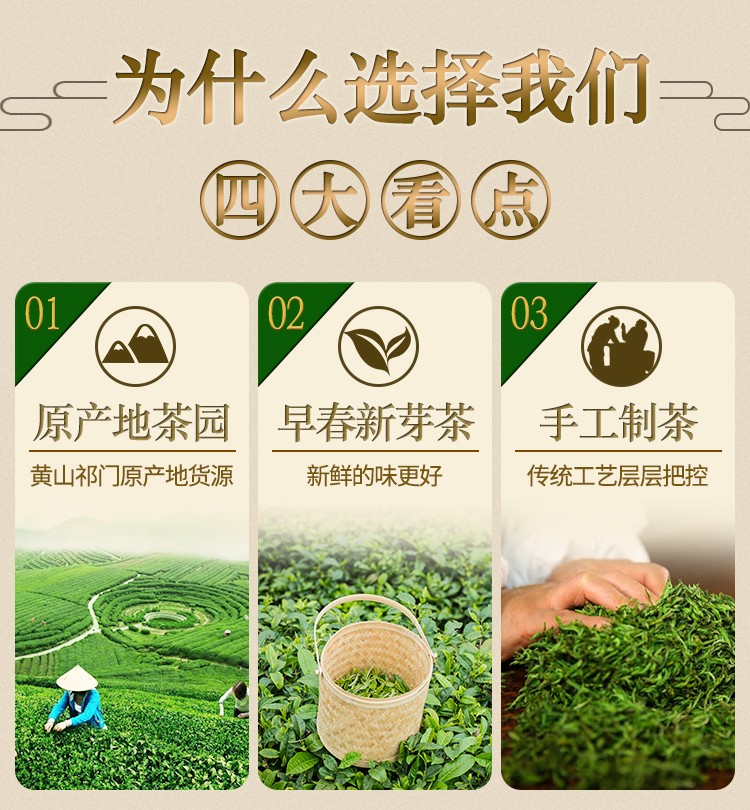 为什么选择我们
四大看点
01
原产地茶园
黄山祁门原产地货源
02
早春新芽茶
新鲜的味更好
03
手工制茶
传统工艺层层把控